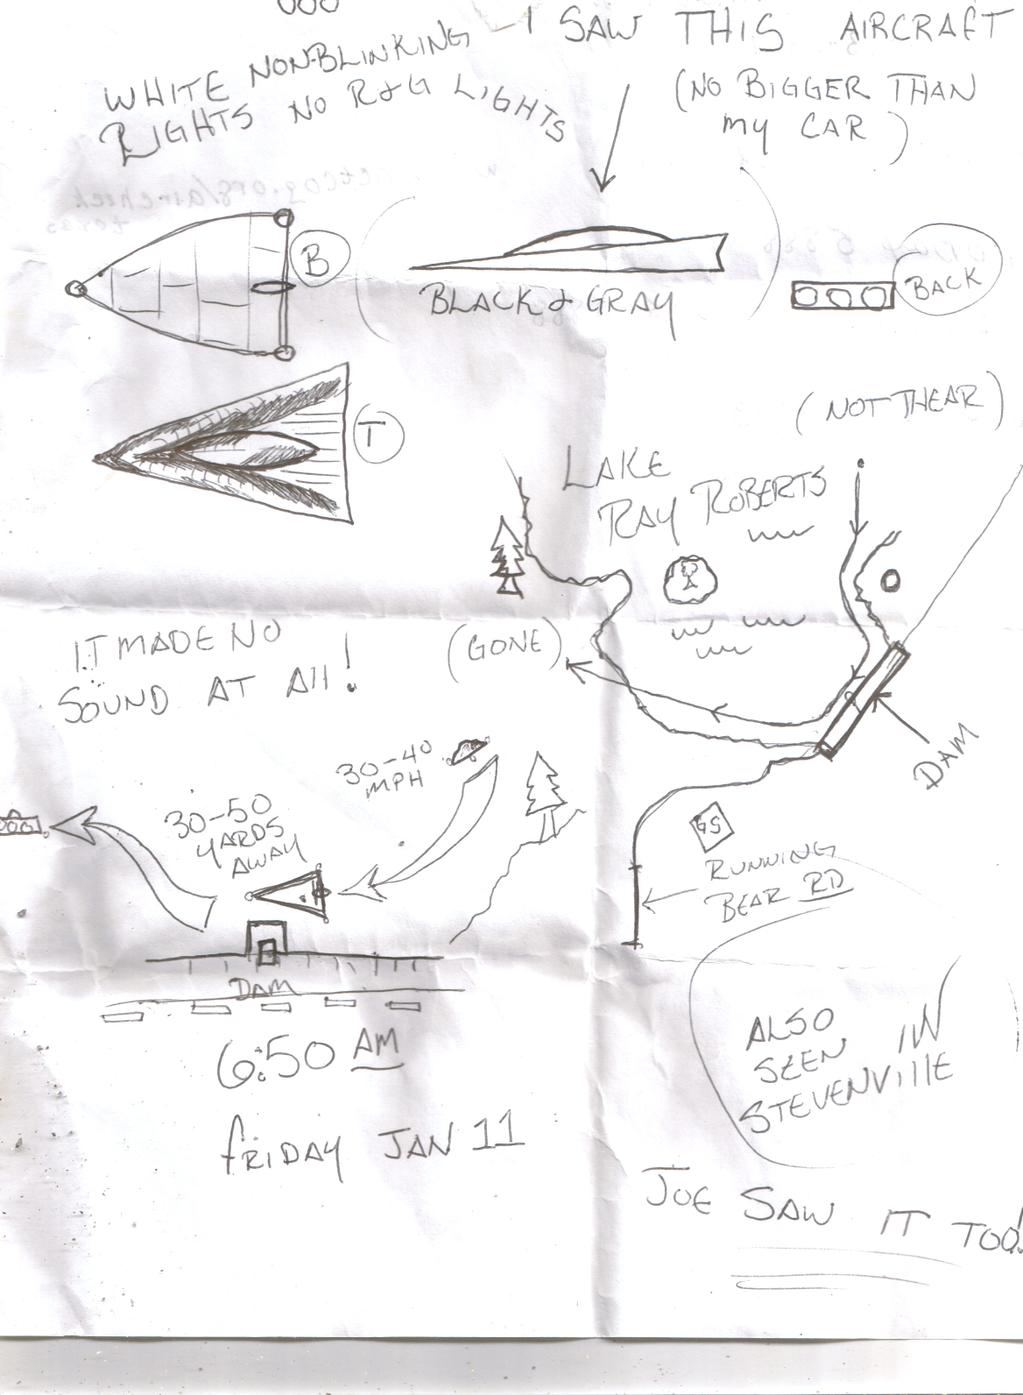 I SAW THIS AIRCRAFT
(NO BIGGER THAN
MY CAR)
WHITE NON-BLINKING
LIGHTS NO R&G LIGHTS
B
BLACK & GRAY
BACK
T
(NOT THEAR)
LAKE
RAY ROBERTS
IT MADE NO
SOUND AT All!
(GONE)
DAM
30-40
MPH
30-50
YARDS
AWAY
RUNNING
BEAR RD
DAM
6:50 AM
FRIDAY JAN 11
ALSO
SEEN IN
STEVENVIllE
JOE SAW IT TOO!